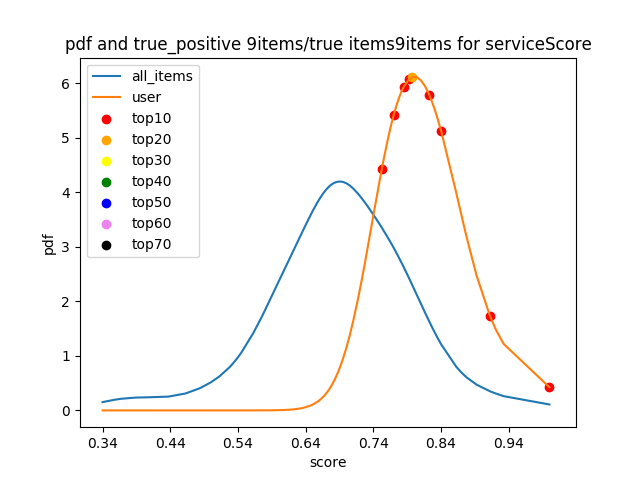 pdf and true_positive 9items/true items9items for serviceScore
all_items
user
top10
top20
top30
top40
top50
top60
top70
6
5
4
3
2
1
0
pdf
0.34 0.44 0.54 0.64 0.74 0.84 0.94
score